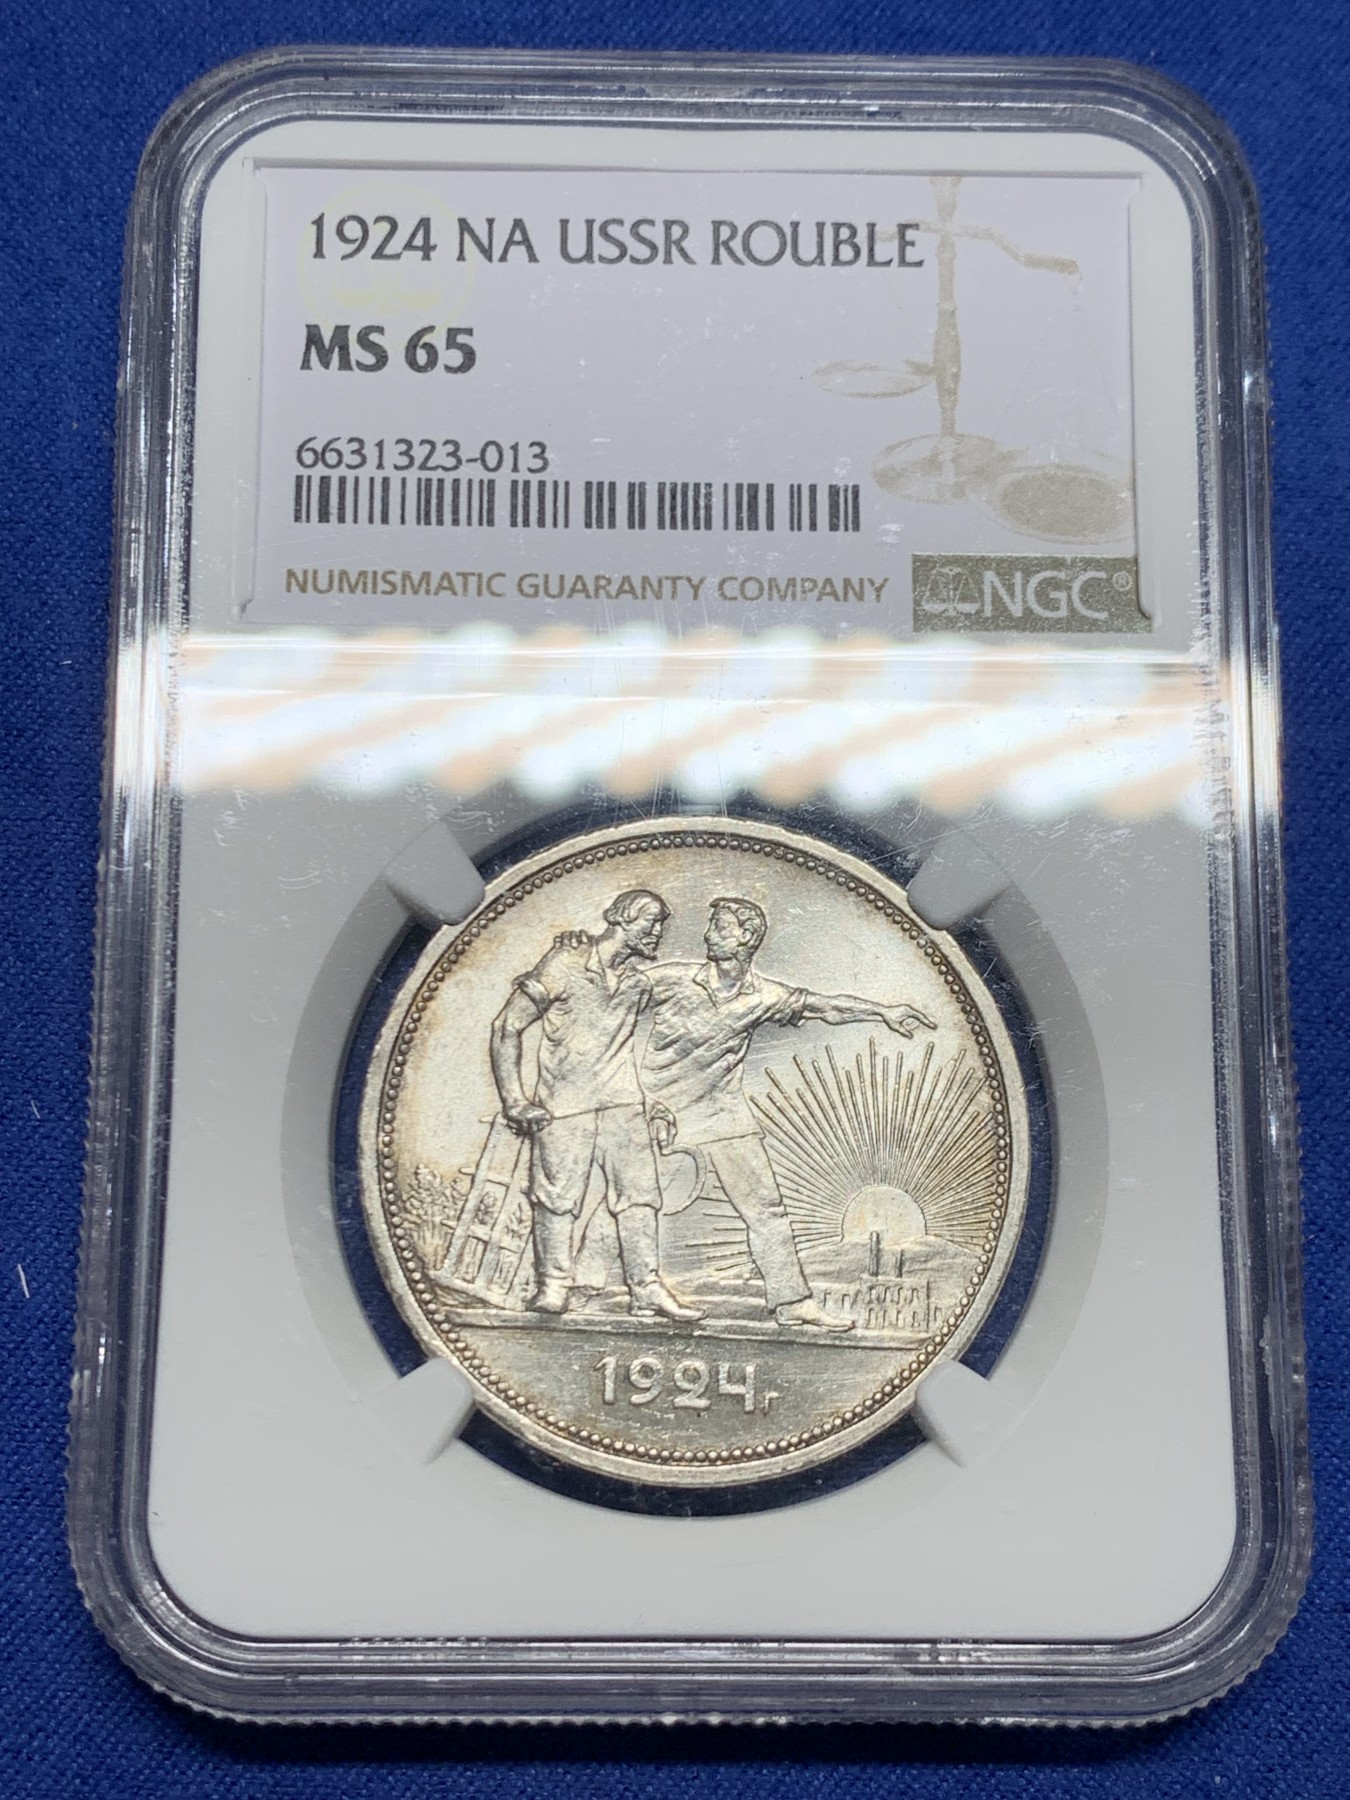 1924 NA USSR ROUBLE
MS 65
6631323-013
NUMISMATIC GUARANTY COMPANY
NGC®
1924г